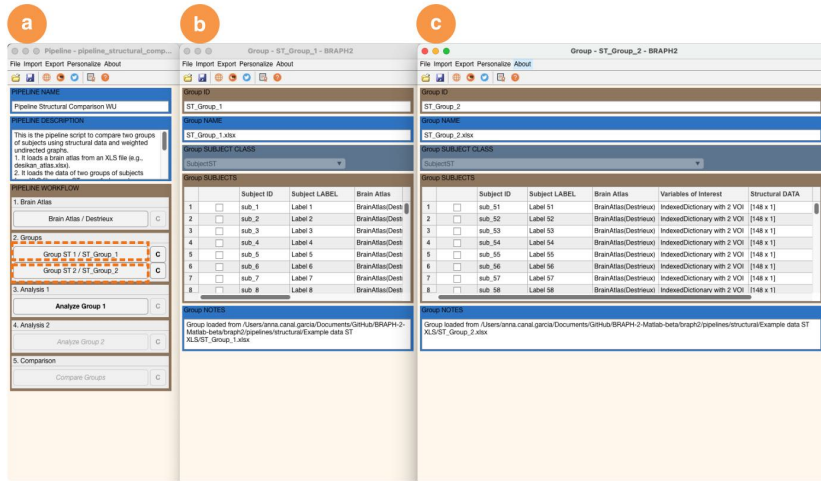 a
b
c
Pipeline - pipeline_structural_comp...
File Import Export Personalize About
PIPELINE NAME
Pipeline Structural Comparison WU
PIPELINE DESCRIPTION
This is the pipeline script to compare two groups
of subjects using structural data and weighted
undirected graphs.
1. It loads a brain atlas from an XLS file (e.g.,
desikan_atlas.xlsx).
2. It loads the data of two groups of subjects
PIPELINE WORKFLOW
1. Brain Atlas
Brain Atlas / Destrieux C
2. Groups
Group ST 1 / ST_Group_1 C
Group ST 2 / ST_Group_2 C
3. Analysis 1
Analyze Group 1 C
4. Analysis 2
Analyze Group 2 C
5. Comparison
Compare Groups C
Group - ST_Group_1 - BRAPH2
File Import Export Personalize About
Group ID
ST_Group_1
Group NAME
ST_Group_1.xlsx
Group SUBJECT CLASS
SubjectST
Group SUBJECTS
Subject ID Subject LABEL Brain Atlas
1 sub_1 Label 1 BrainAtlas(Dest
2 sub_2 Label 2 BrainAtlas(Dest
3 sub_3 Label 3 BrainAtlas(Dest
4 sub_4 Label 4 BrainAtlas(Dest
5 sub_5 Label 5 BrainAtlas(Dest
6 sub_6 Label 6 BrainAtlas(Dest
7 sub_7 Label 7 BrainAtlas(Dest
8 sub_8 Label 8 BrainAtlas(Dest
Group NOTES
Group loaded from /Users/anna.canal.garcia/Documents/GitHub/BRAPH-2-
Matlab-beta/braph2/pipelines/structural/Example data ST
XLS/ST_Group_1.xlsx
Group - ST_Group_2 - BRAPH2
File Import Export Personalize About
Group ID
ST_Group_2
Group NAME
ST_Group_2.xlsx
Group SUBJECT CLASS
SubjectST
Group SUBJECTS
Subject ID Subject LABEL Brain Atlas Variables of Interest Structural DATA
1 sub_51 Label 51 BrainAtlas(Destrieux) IndexedDictionary with 2 VOI [148 x 1]
2 sub_52 Label 52 BrainAtlas(Destrieux) IndexedDictionary with 2 VOI [148 x 1]
3 sub_53 Label 53 BrainAtlas(Destrieux) IndexedDictionary with 2 VOI [148 x 1]
4 sub_54 Label 54 BrainAtlas(Destrieux) IndexedDictionary with 2 VOI [148 x 1]
5 sub_55 Label 55 BrainAtlas(Destrieux) IndexedDictionary with 2 VOI [148 x 1]
6 sub_56 Label 56 BrainAtlas(Destrieux) IndexedDictionary with 2 VOI [148 x 1]
7 sub_57 Label 57 BrainAtlas(Destrieux) IndexedDictionary with 2 VOI [148 x 1]
8 sub_58 Label 58 BrainAtlas(Destrieux) IndexedDictionary with 2 VOI [148 x 1]
Group NOTES
Group loaded from /Users/anna.canal.garcia/Documents/GitHub/BRAPH-2-Matlab-beta/braph2/pipelines/structural/Example data ST
XLS/ST_Group_2.xlsx